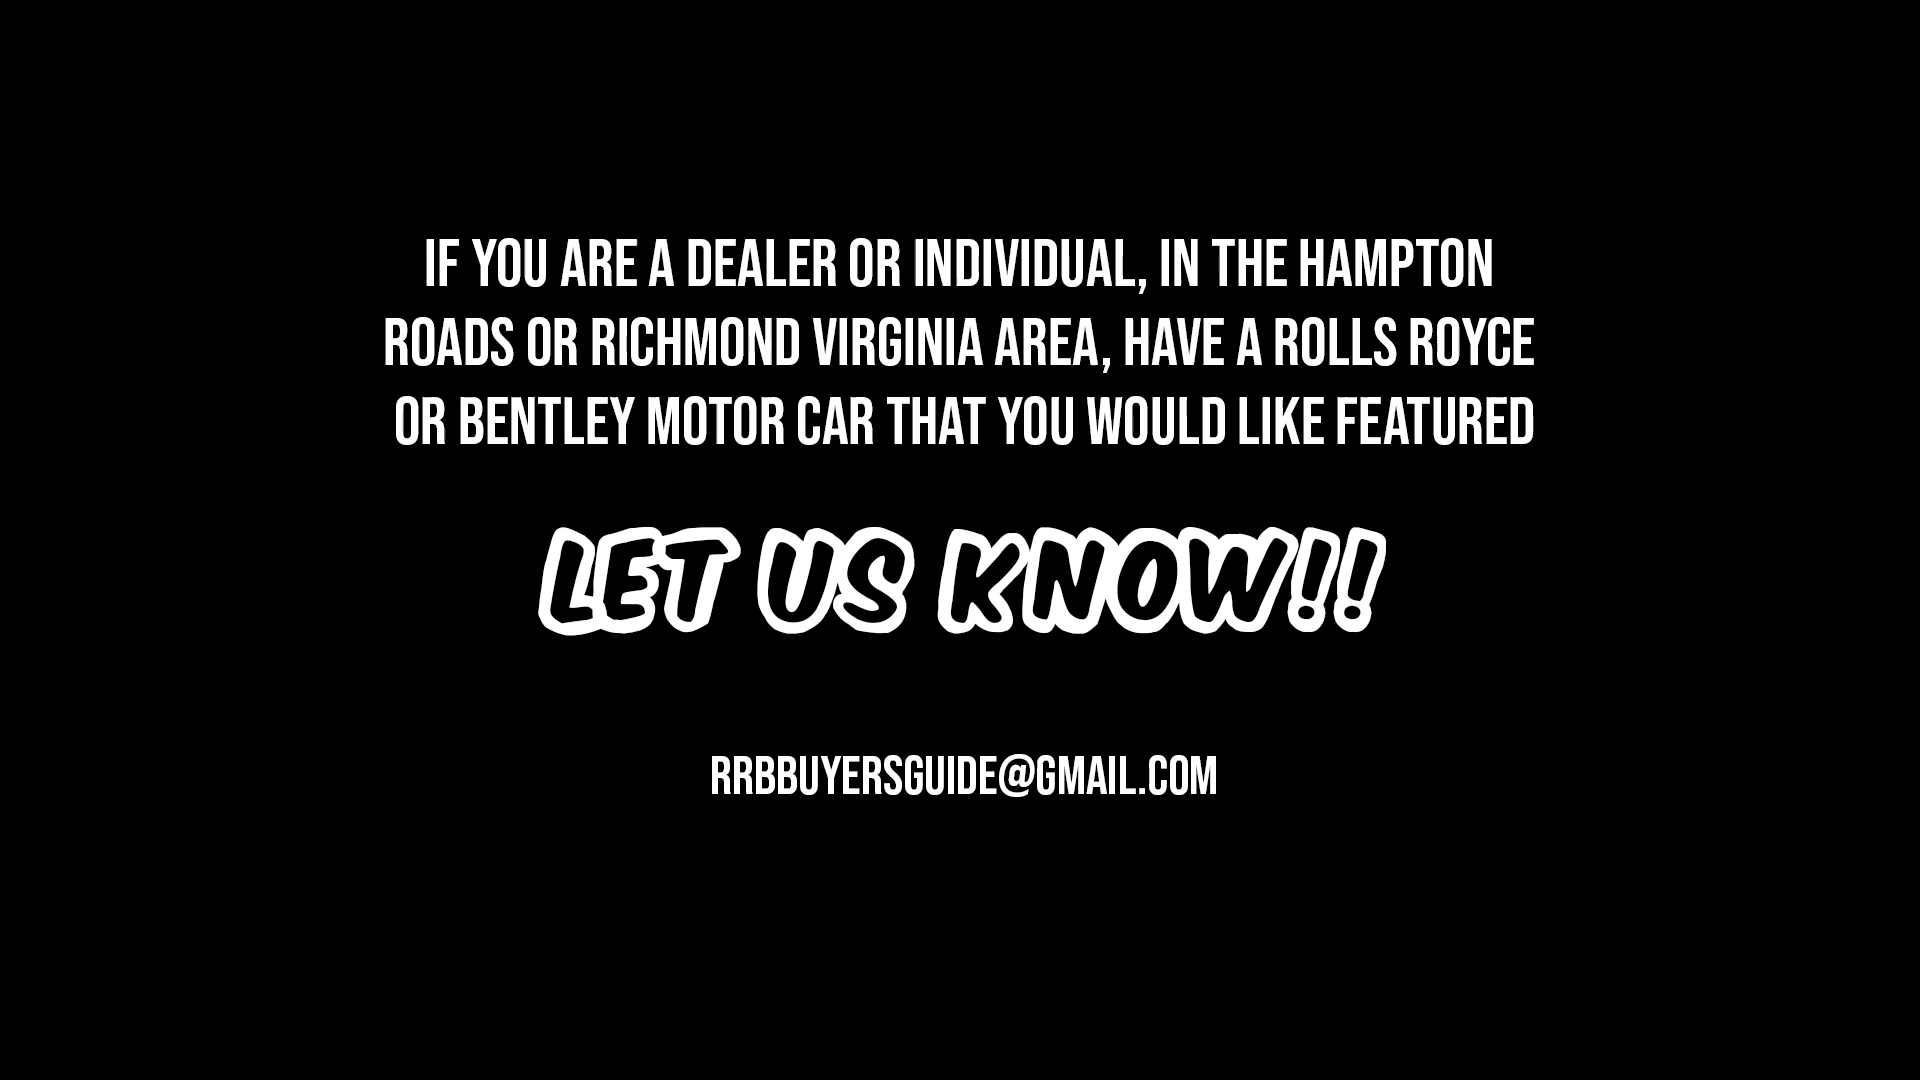 IF YOU ARE A DEALER OR INDIVIDUAL, IN THE HAMPTON
ROADS OR RICHMOND VIRGINIA AREA, HAVE A ROLLS ROYCE
OR BENTLEY MOTOR CAR THAT YOU WOULD LIKE FEATURED
LET US KNOW!!
RRBBUYERSGUIDE@GMAIL.COM